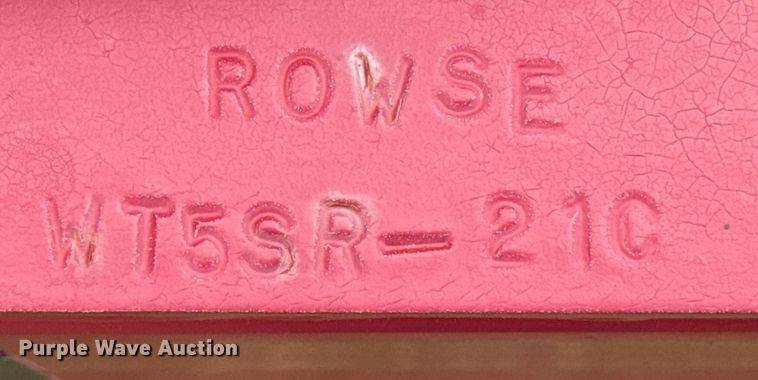 ROWSE
WT5SR-21C
Purple Wave Auction